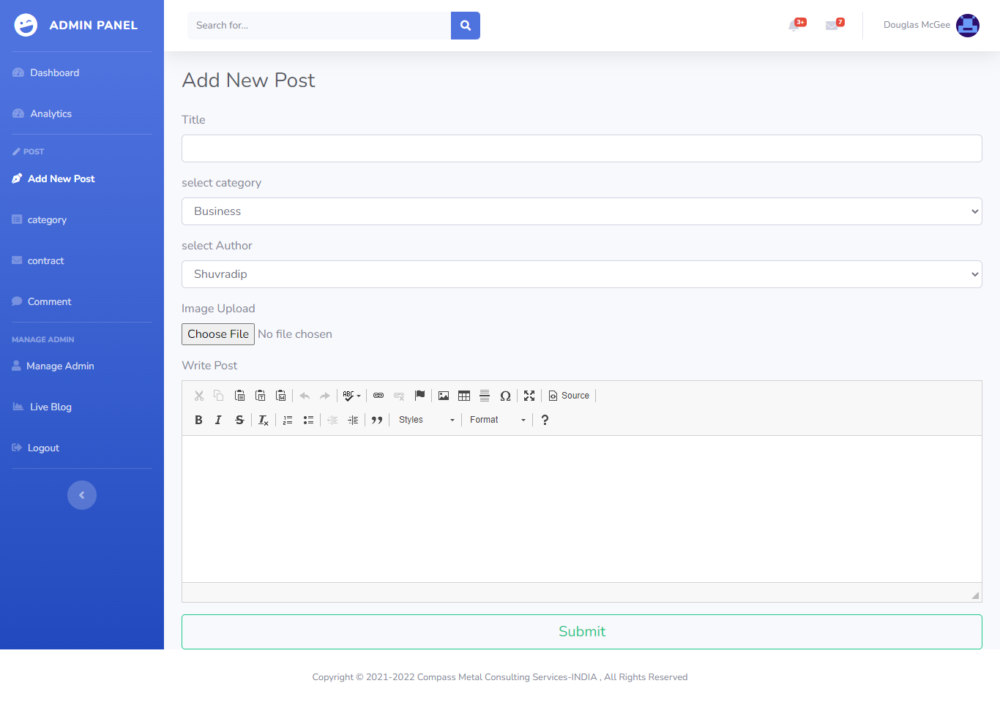 ADMIN PANEL
Search for...
3+
7
Douglas McGee
Dashboard
Analytics
POST
Add New Post
category
contract
Comment
MANAGE ADMIN
Manage Admin
Live Blog
Logout
Add New Post
Title
select category
Business
select Author
Shuvradip
Image Upload
Choose File No file chosen
Write Post
ABC Source
B I S Tx Styles Format ?
Submit
Copyright © 2021-2022 Compass Metal Consulting Services-INDIA , All Rights Reserved